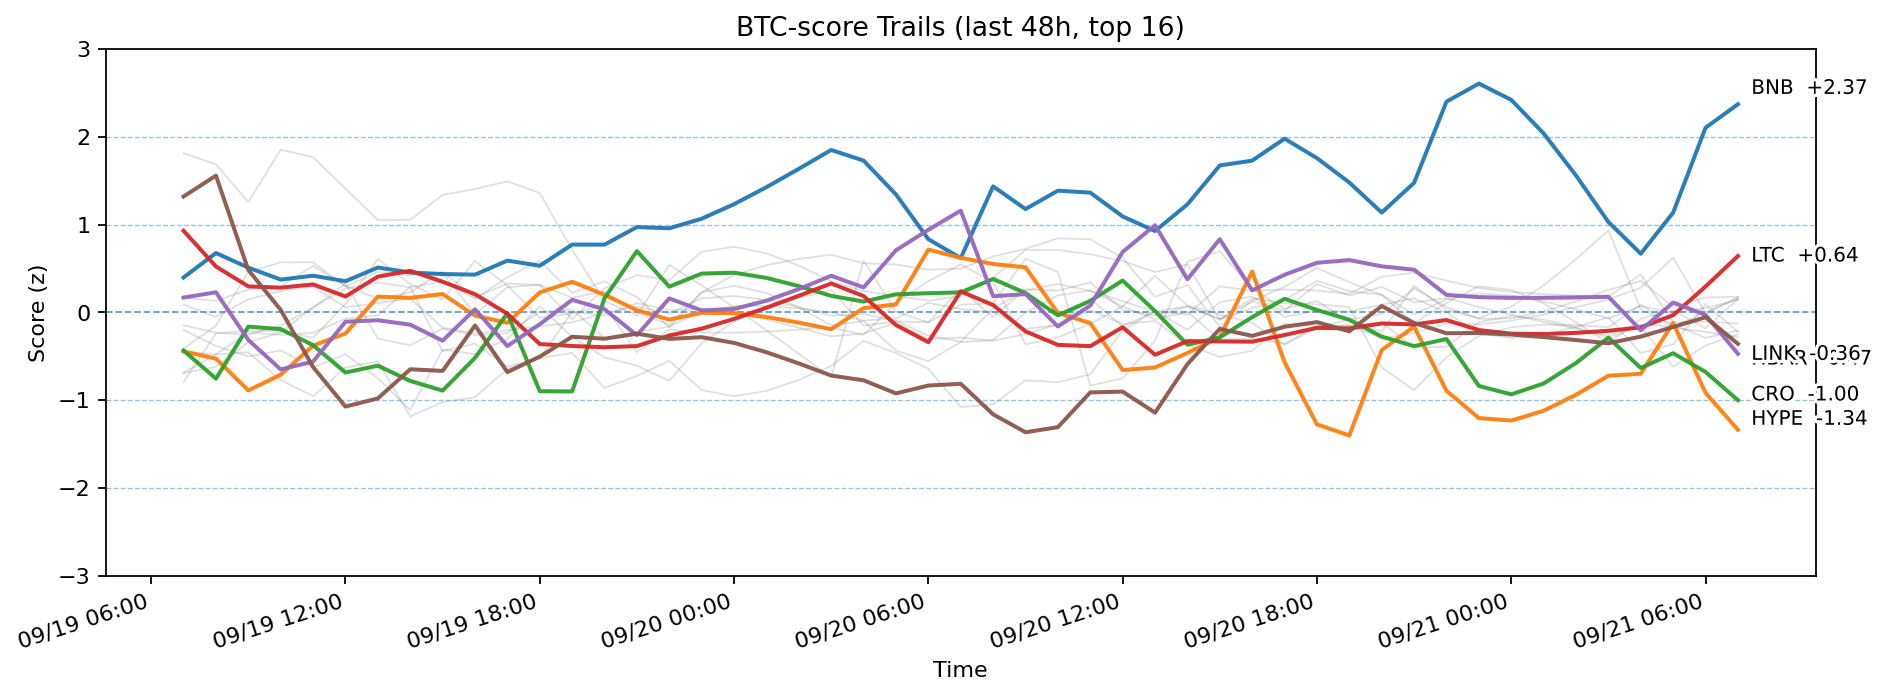 BTC-score Trails (last 48h, top 16)
3
2
1
0
−1
−2
−3
Score (z)
BNB +2.37
LTC +0.64
LINK -0.36
CRO -1.00
HYPE -1.34
09/19 06:00
09/19 12:00
09/19 18:00
09/20 00:00
09/20 06:00
09/20 12:00
09/20 18:00
09/21 00:00
09/21 06:00
Time